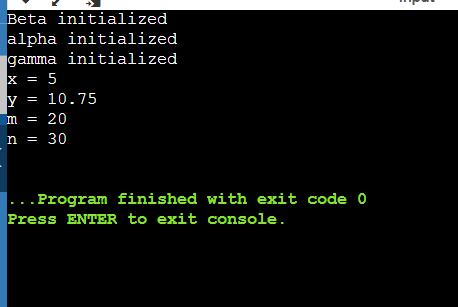 Beta initialized
alpha initialized
gamma initialized
x = 5
y = 10.75
m = 20
n = 30
...Program finished with exit code 0
Press ENTER to exit console.